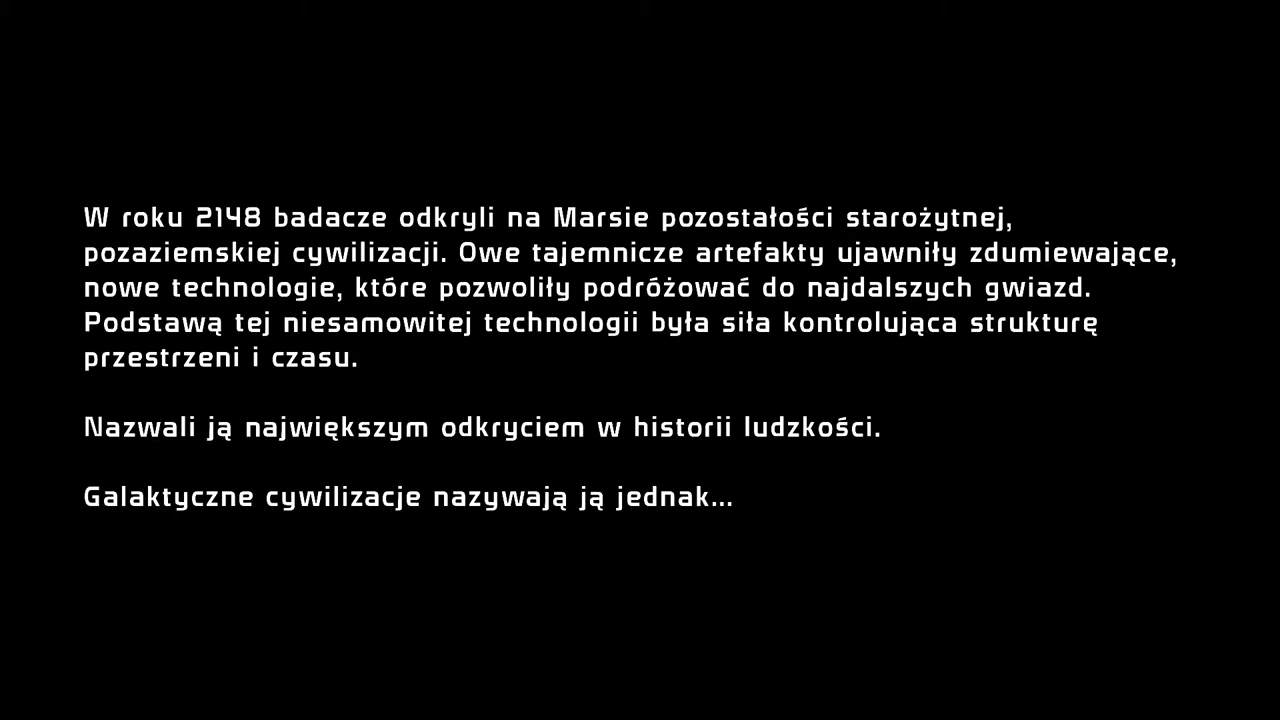 W roku 2148 badacze odkryli na Marsie pozostałości starożytnej,
pozaziemskiej cywilizacji. Owe tajemnicze artefakty ujawniły zdumiewające,
nowe technologie, które pozwoliły podróżować do najdalszych gwiazd.
Podstawą tej niesamowitej technologii była siła kontrolująca strukturę
przestrzeni i czasu.
Nazwali ją największym odkryciem w historii ludzkości.
Galaktyczne cywilizacje nazywają ją jednak...